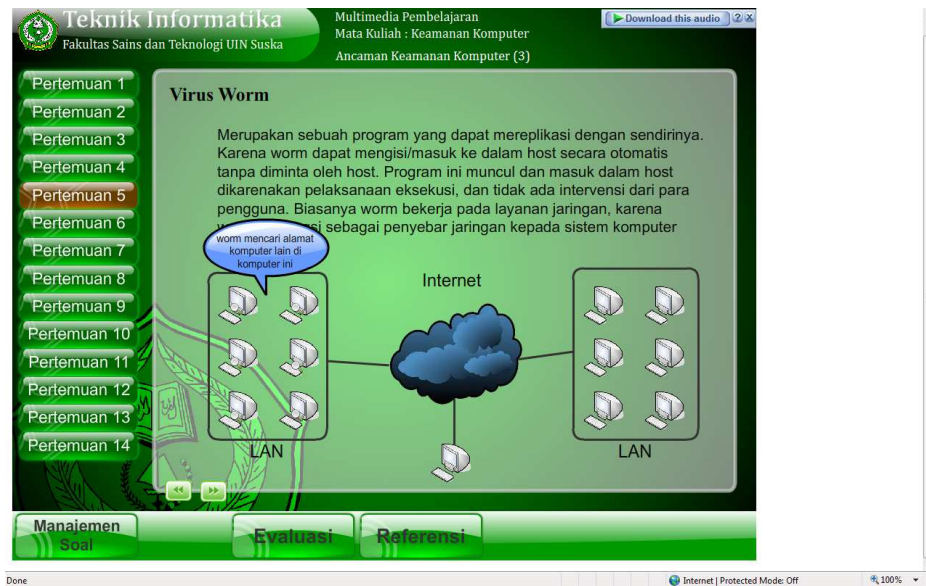 Teknik Informatika
Fakultas Sains dan Teknologi UIN Suska
Multimedia Pembelajaran
Mata Kuliah : Keamanan Komputer
Ancaman Keamanan Komputer (3)
Download this audio ? x
Pertemuan 1
Pertemuan 2
Pertemuan 3
Pertemuan 4
Pertemuan 5
Pertemuan 6
Pertemuan 7
Pertemuan 8
Pertemuan 9
Pertemuan 10
Pertemuan 11
Pertemuan 12
Pertemuan 13
Pertemuan 14
Virus Worm
Merupakan sebuah program yang dapat mereplikasi dengan sendirinya.
Karena worm dapat mengisi/masuk ke dalam host secara otomatis
tanpa diminta oleh host. Program ini muncul dan masuk dalam host
dikarenakan pelaksanaan eksekusi, dan tidak ada intervensi dari para
pengguna. Biasanya worm bekerja pada layanan jaringan, karena
sebagai penyebar jaringan kepada sistem komputer
worm mencari alamat
komputer lain di
komputer ini
Internet
LAN
LAN
Manajemen
Soal
Evaluasi
Referensi
Done
Internet | Protected Mode: Off
100%